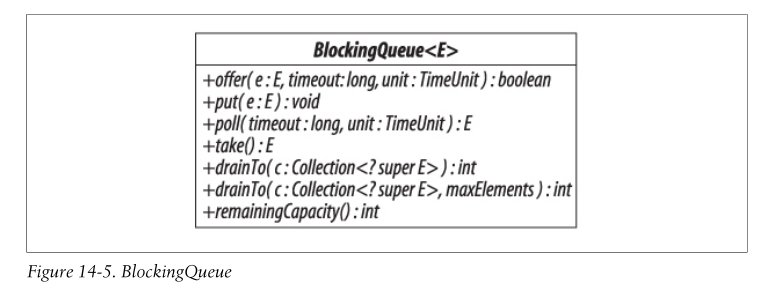 BlockingQueue<E>
+offer( e : E, timeout: long, unit : TimeUnit ) : boolean
+put( e : E ) : void
+poll( timeout : long, unit : TimeUnit ) : E
+take() : E
+drainTo( c : Collection<? super E> ) : int
+drainTo( c : Collection<? super E>, maxElements ) : int
+remainingCapacity() : int
Figure 14-5. BlockingQueue